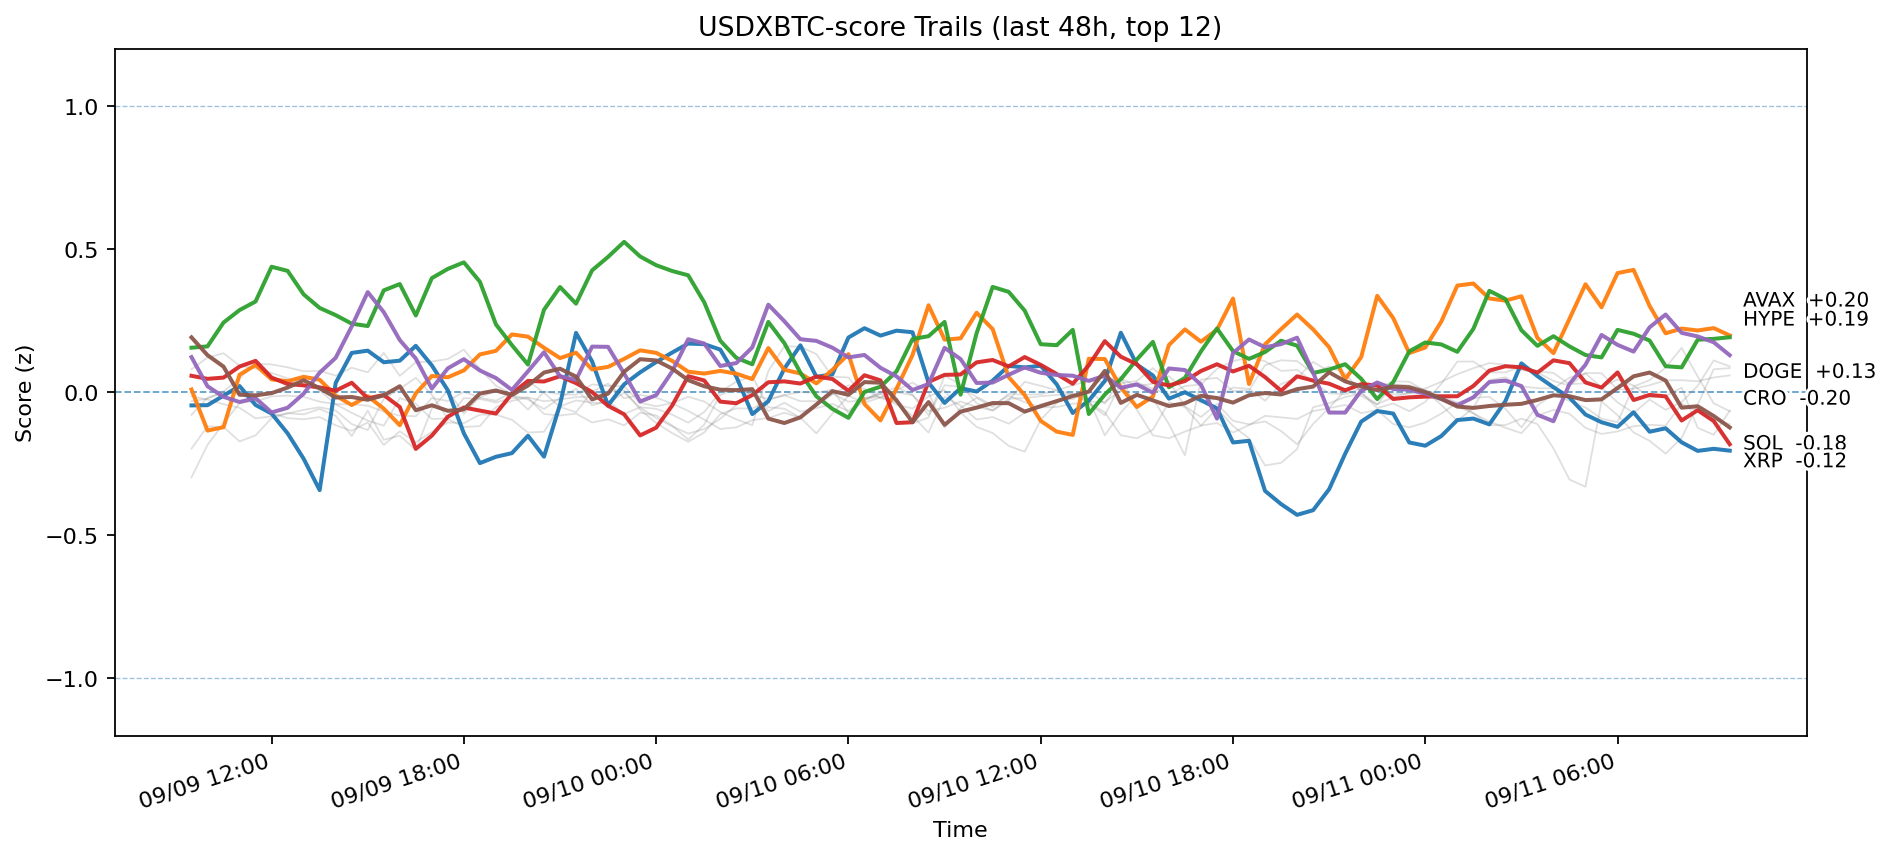 USDXBTC-score Trails (last 48h, top 12)
Score (z)
1.0
0.5
0.0
−0.5
−1.0
AVAX +0.20
HYPE +0.19
DOGE +0.13
CRO -0.20
SOL -0.18
XRP -0.12
09/09 12:00
09/09 18:00
09/10 00:00
09/10 06:00
09/10 12:00
09/10 18:00
09/11 00:00
09/11 06:00
Time